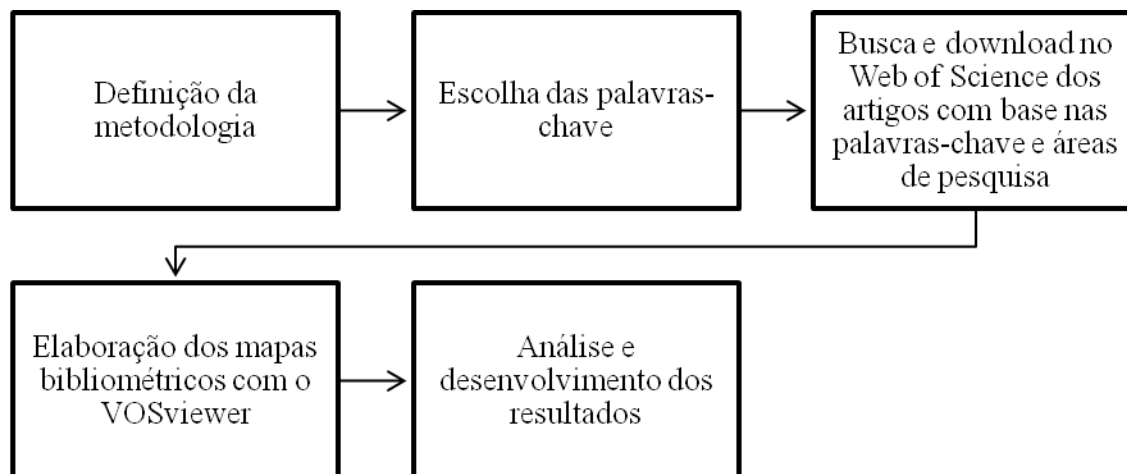 Definição da
metodologia
Escolha das palavras-
chave
Busca e download no
Web of Science dos
artigos com base nas
palavras-chave e áreas
de pesquisa
Elaboração dos mapas
bibliométricos com o
VOSviewer
Análise e
desenvolvimento dos
resultados